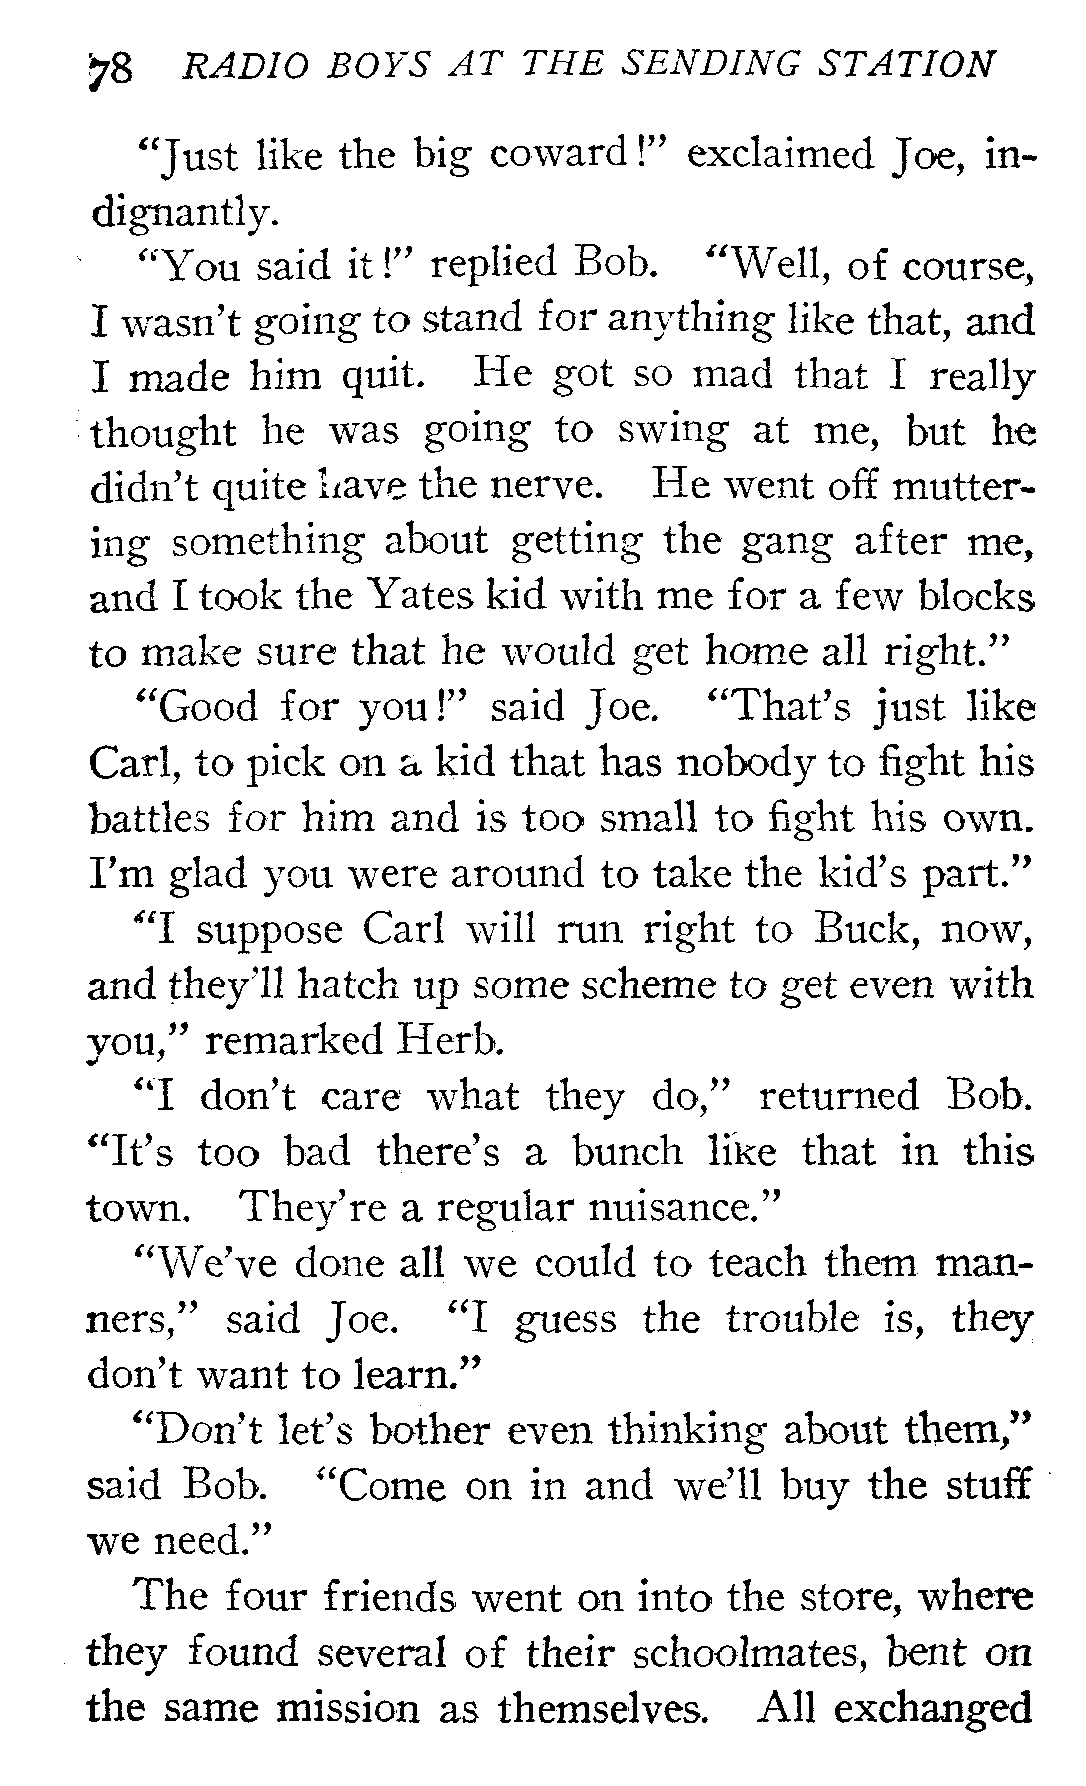 78 RADIO BOYS AT THE SENDING STATION
“Just like the big coward!” exclaimed Joe, in-
dignantly.
“You said it!” replied Bob. “Well, of course,
I wasn’t going to stand for anything like that, and
I made him quit. He got so mad that I really
thought he was going to swing at me, but he
didn’t quite have the nerve. He went off mutter-
ing something about getting the gang after me,
and I took the Yates kid with me for a few blocks
to make sure that he would get home all right.”
“Good for you!” said Joe. “That’s just like
Carl, to pick on a kid that has nobody to fight his
battles for him and is too small to fight his own.
I’m glad you were around to take the kid’s part.”
“I suppose Carl will run right to Buck, now,
and they’ll hatch up some scheme to get even with
you,” remarked Herb.
“I don’t care what they do,” returned Bob.
“It’s too bad there’s a bunch like that in this
town. They’re a regular nuisance.”
“We’ve done all we could to teach them man-
ners,” said Joe. “I guess the trouble is, they
don’t want to learn.”
“Don’t let’s bother even thinking about them,”
said Bob. “Come on in and we’ll buy the stuff
we need.”
The four friends went on into the store, where
they found several of their schoolmates, bent on
the same mission as themselves. All exchanged